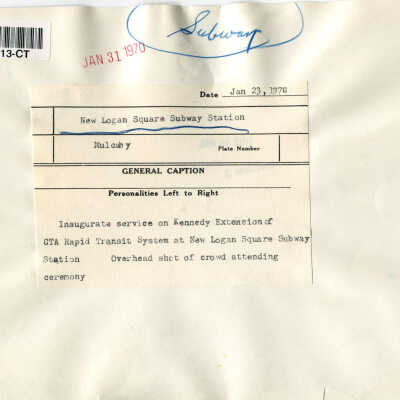 Subway
13-CT
JAN 31 1970
Date Jan 23, 1970
New Logan Square Subway Station
Mulcuhy
Plate Number
GENERAL CAPTION
Personalities Left to Right
Inaugurate service on Kennedy Extension of
CTA Rapid Transit System at New Logan Square Subway
Station Overhead shot of crowd attending
ceremony